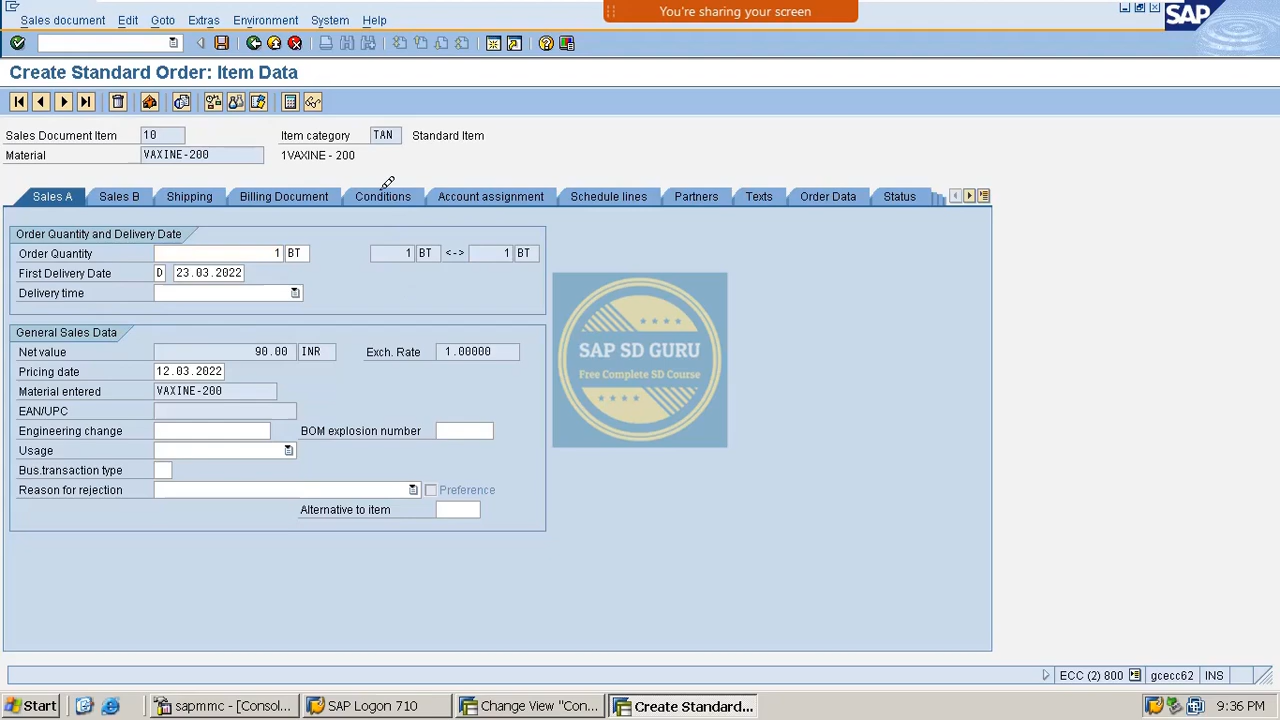 You're sharing your screen
Sales document Edit Goto Extras Environment System Help
SAP
Create Standard Order: Item Data
Sales Document Item 10 Item category TAN Standard Item
Material VAXINE-200 1VAXINE - 200
Sales A Sales B Shipping Billing Document Conditions Account assignment Schedule lines Partners Texts Order Data Status
Order Quantity and Delivery Date
Order Quantity 1 BT 1 BT <-> 1 BT
First Delivery Date D 23.03.2022
Delivery time
General Sales Data
Net value 90.00 INR Exch. Rate 1.00000
Pricing date 12.03.2022
Material entered VAXINE-200
EAN/UPC
Engineering change BOM explosion number
Usage
Bus.transaction type
Reason for rejection Preference
Alternative to item
SAP SD GURU
Free Complete SD Course
ECC (2) 800 gcecc62 INS
Start sapmmc - [Consol... SAP Logon 710 Change View "Con... Create Standard... 9:36 PM